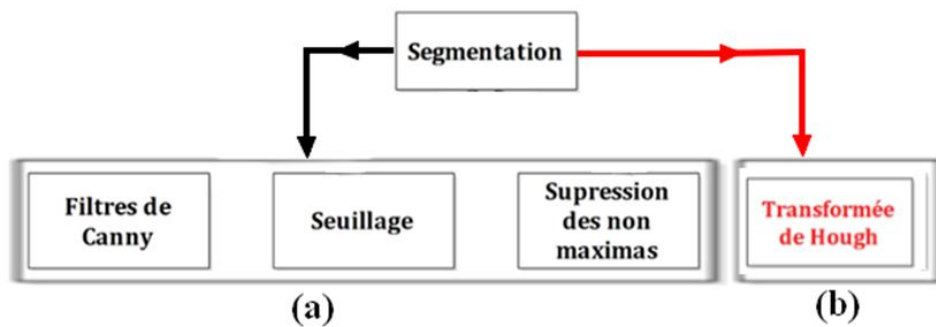 Segmentation
Filtres de
Canny
Seuillage
Supression
des non
maximas
Transformée
de Hough
(a)
(b)